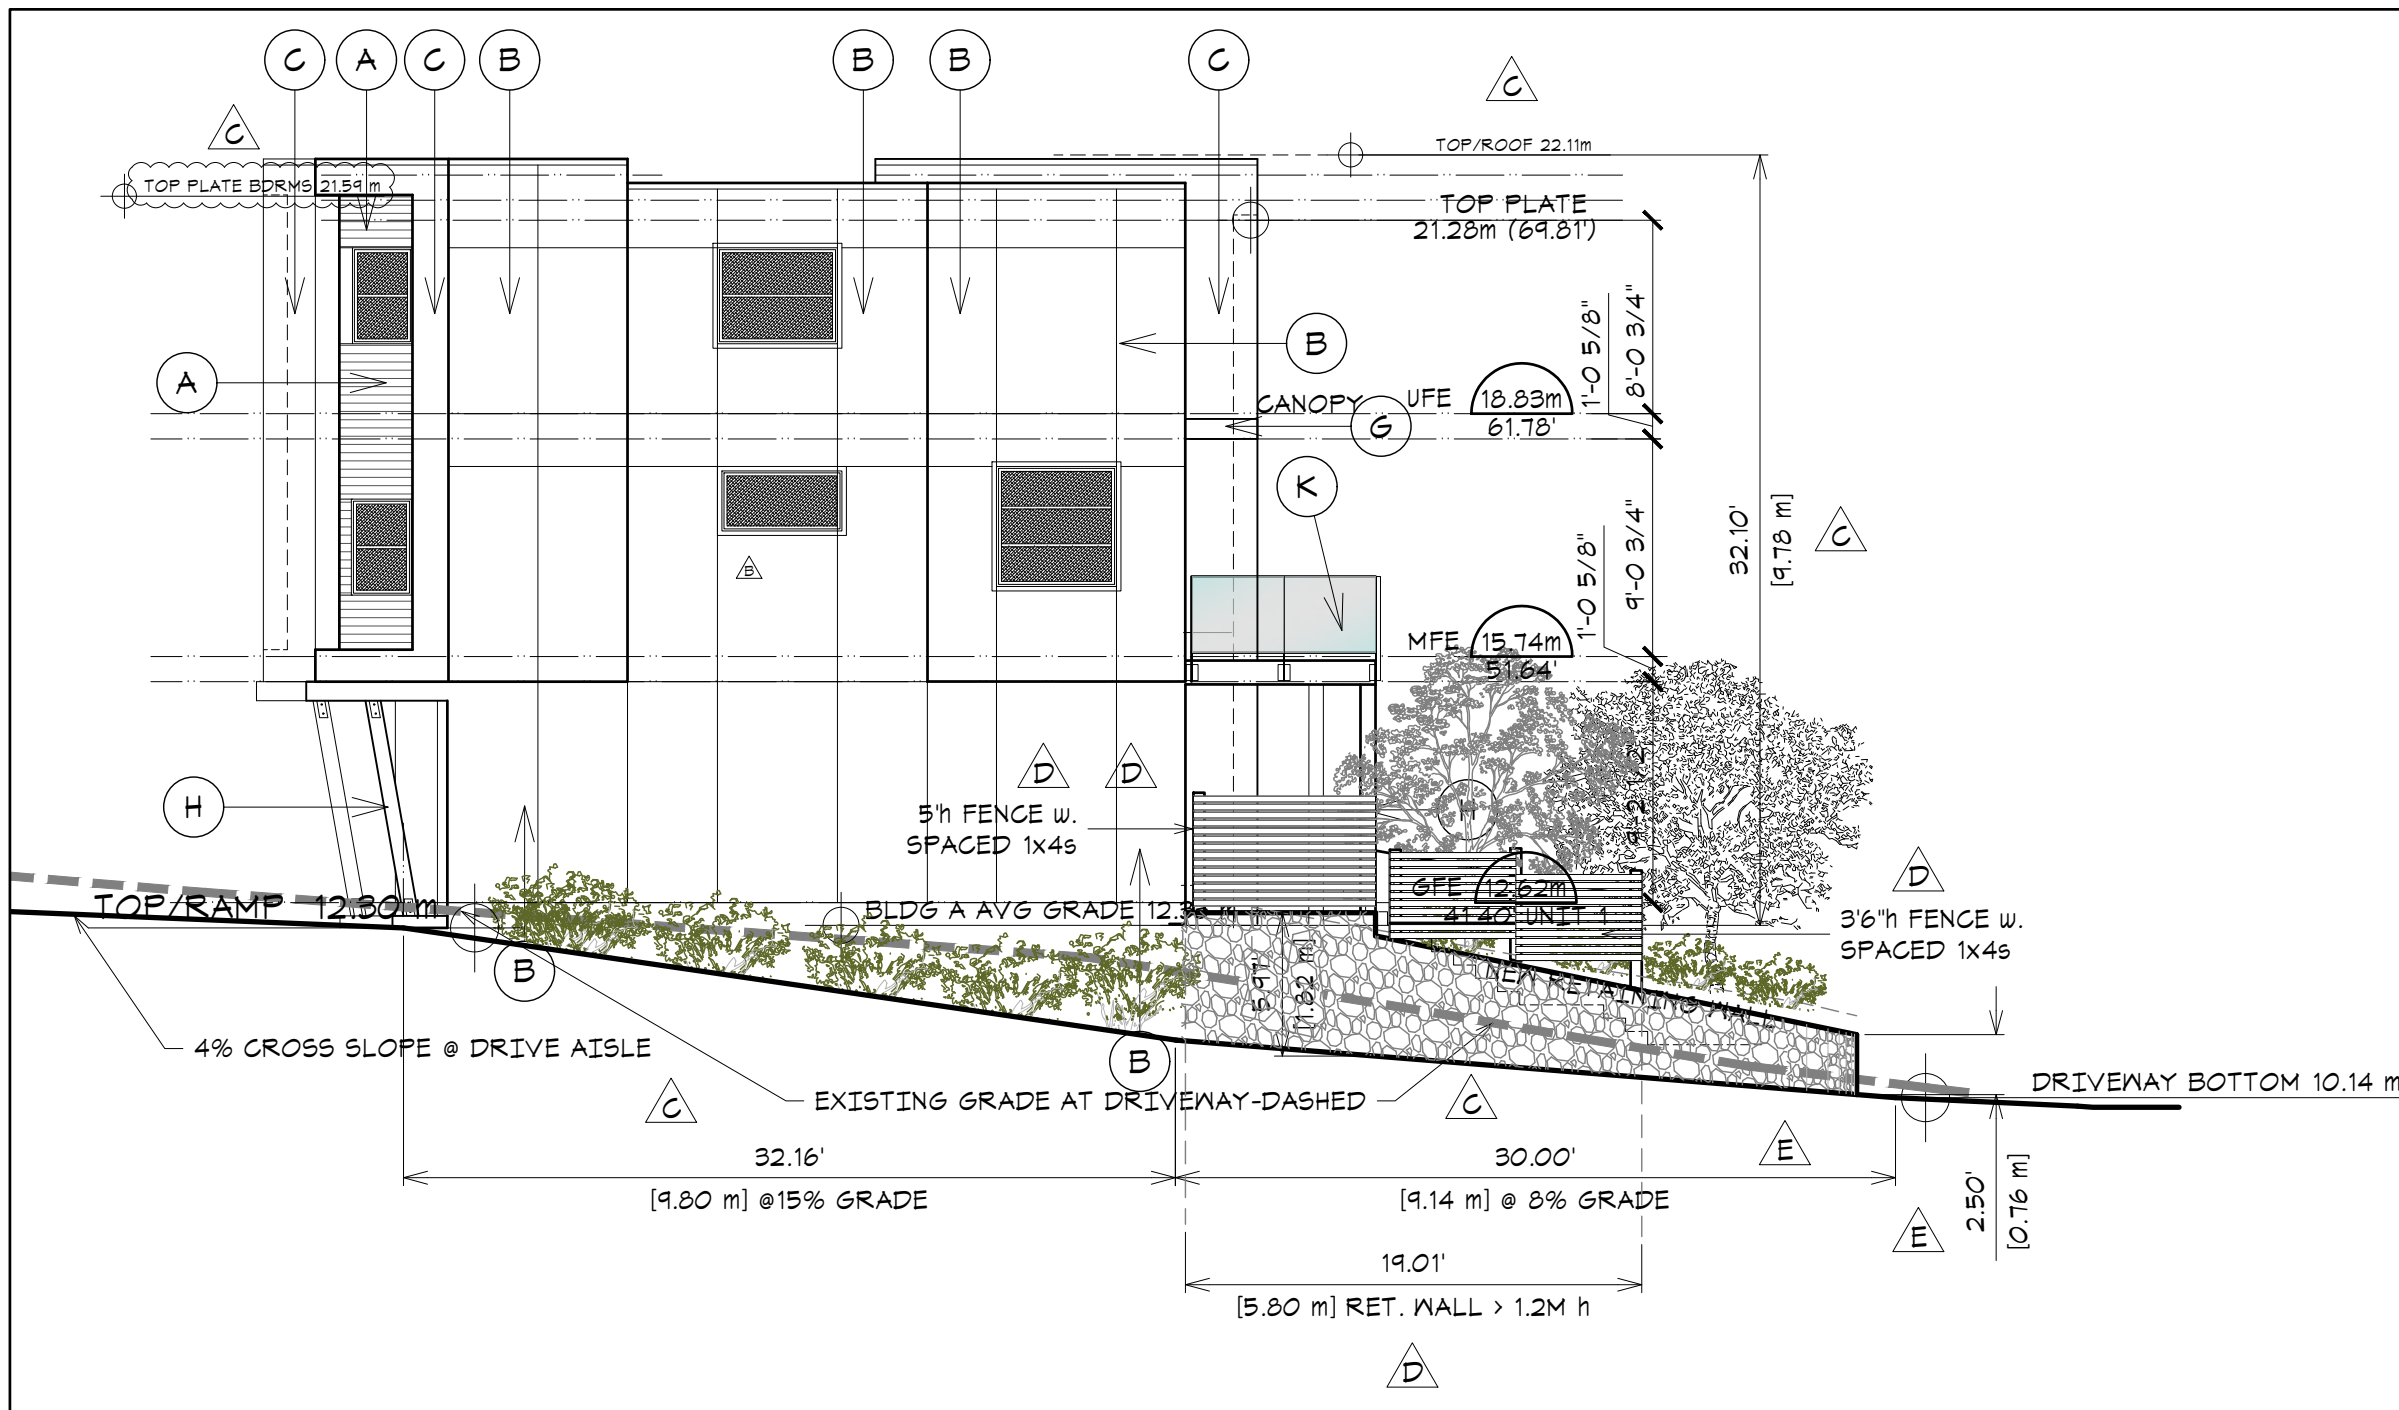 C A C B B B C
C
C
TOP/ROOF 22.11m
TOP PLATE BDRMS 21.59 m
TOP PLATE
21.28m (69.81')
B
A
1'-0 5/8"
8'-0 3/4"
CANOPY
UFE 18.83m
61.78'
G
K
1'-0 5/8"
9'-0 3/4"
32.10'
[9.78 m]
C
B
MFE 15.74m
51.64'
D D
H
H
5'h FENCE w.
SPACED 1x4s
GFE 12.62m
41.40' UNIT 1
D
3'6"h FENCE w.
SPACED 1x4s
TOP/RAMP 12.30 m
BLDG A AVG GRADE
B
5.97'
[1.82 m]
NEW RETAINING WALL
4% CROSS SLOPE @ DRIVE AISLE
B
DRIVEWAY BOTTOM 10.14 m
C
EXISTING GRADE AT DRIVEWAY-DASHED
C
32.16'
[9.80 m] @15% GRADE
30.00'
[9.14 m] @ 8% GRADE
E
2.50'
[0.76 m]
E
19.01'
[5.80 m] RET. WALL > 1.2M h
D